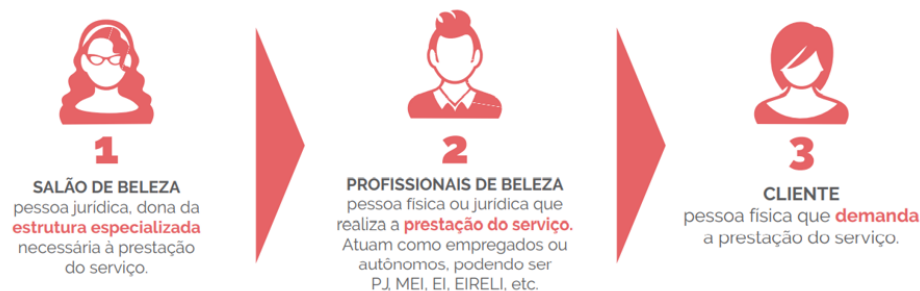 1
SALÃO DE BELEZA
pessoa jurídica, dona da
estrutura especializada
necessária à prestação
do serviço.
2
PROFISSIONAIS DE BELEZA
pessoa física ou jurídica que
realiza a prestação do serviço.
Atuam como empregados ou
autônomos, podendo ser
PJ, MEI, EI, EIRELI, etc.
3
CLIENTE
pessoa física que demanda
a prestação do serviço.